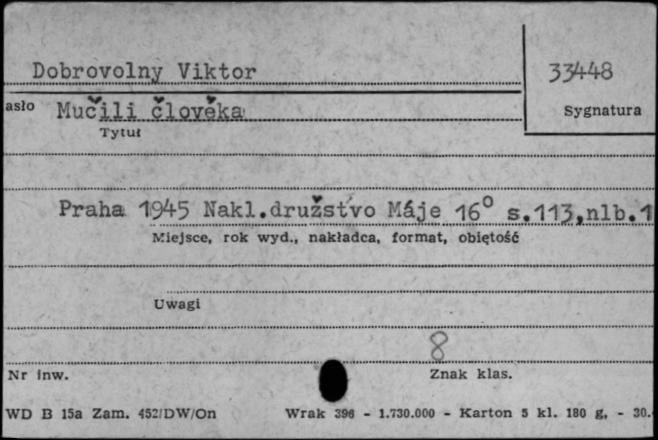 Dobrovolny Viktor
33448
asło Mučili člověka
Sygnatura
Tytuł
Praha 1945 Nakl.družstvo Máje 16° s.113,nlb.1
Miejsce, rok wyd., nakładca, format, objętość
Uwagi
8
Nr inw.
Znak klas.
WD B 15a Zam. 452/DW/On Wrak 396 - 1.730.000 - Karton 5 kl. 180 g. - 30.